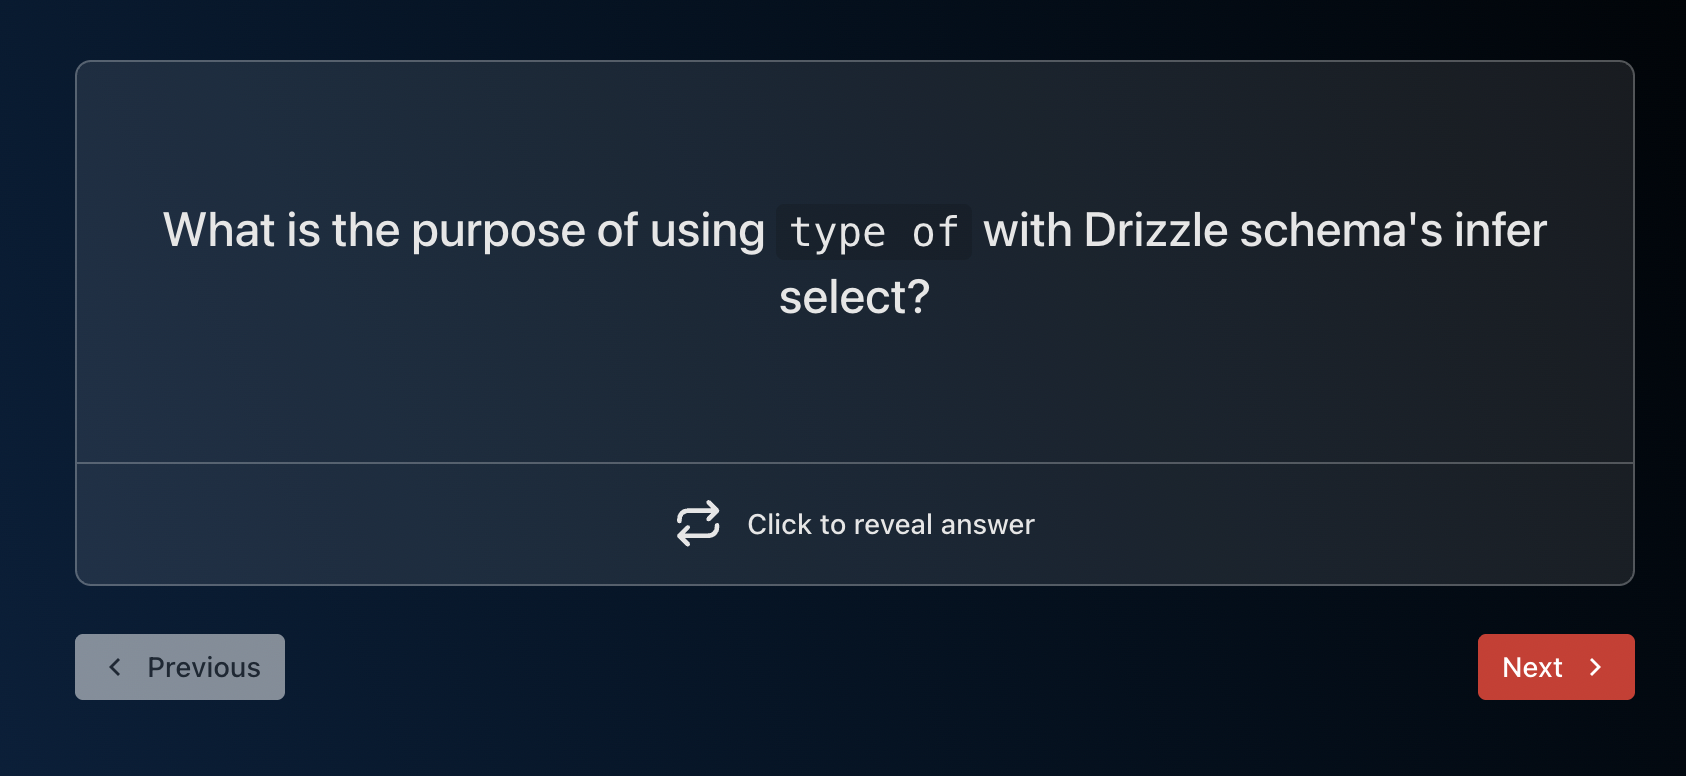 What is the purpose of using type of with Drizzle schema's infer
select?
Click to reveal answer
Previous
Next